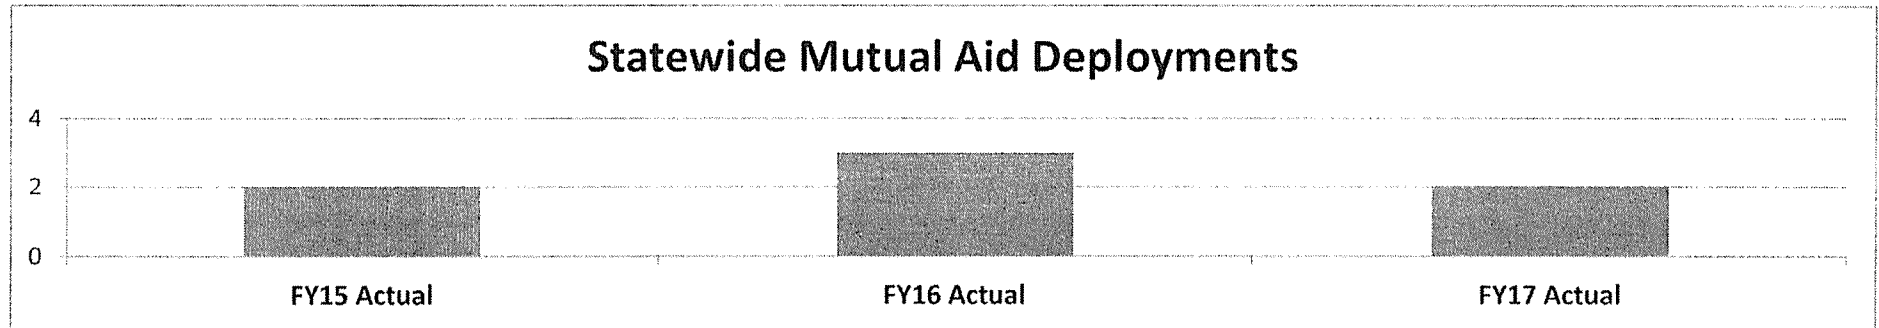 Statewide Mutual Aid Deployments
4
2
0
FY15 Actual
FY16 Actual
FY17 Actual